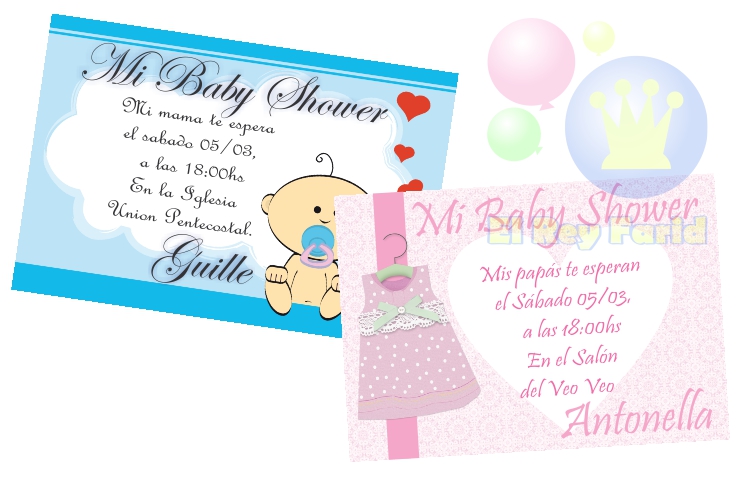 Mi Baby Shower
Mi mama te espera
el sabado 05/03,
a las 18:00hs
En la Iglesia
Union Pentecostal.
Guille
Mi Baby Shower
El Rey Farid
Mis papás te esperan
el Sábado 05/03,
a las 18:00hs
En el Salón
del Veo Veo
Antonella